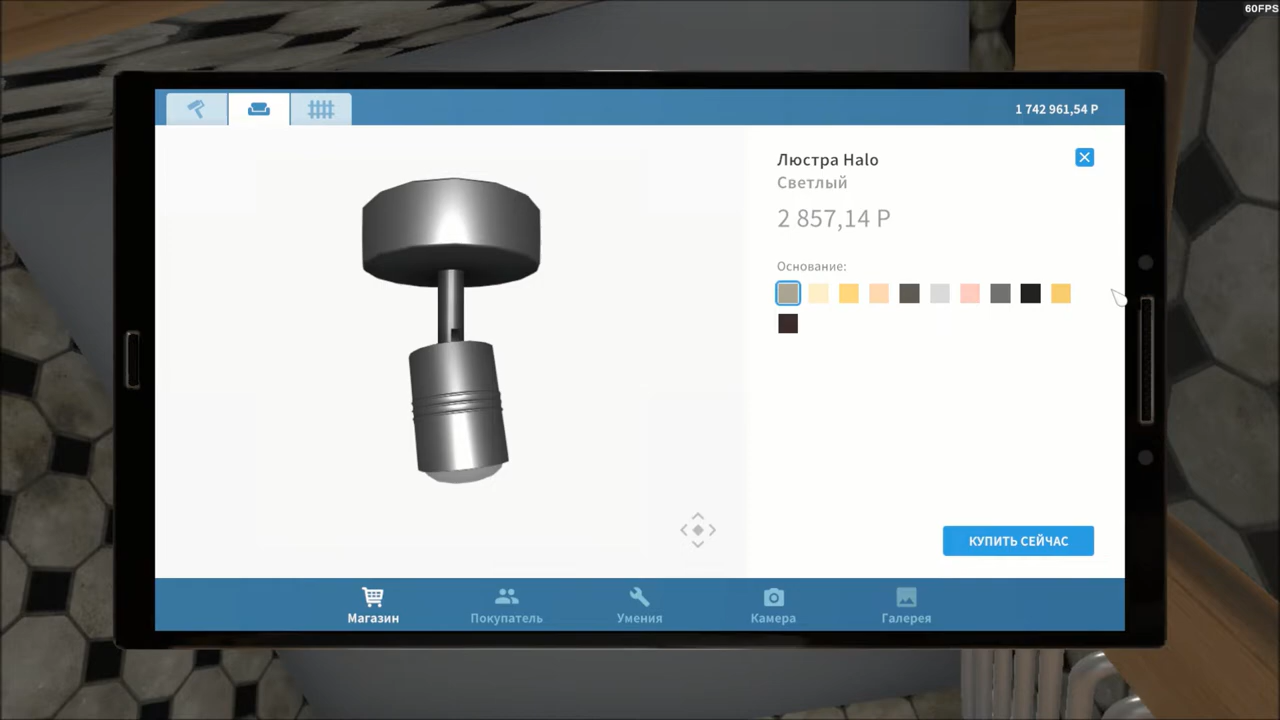 60FPS
1 742 961,54 Р
Люстра Halo
Светлый
2 857,14 Р
Основание:
КУПИТЬ СЕЙЧАС
Магазин
Покупатель
Умения
Камера
Галерея